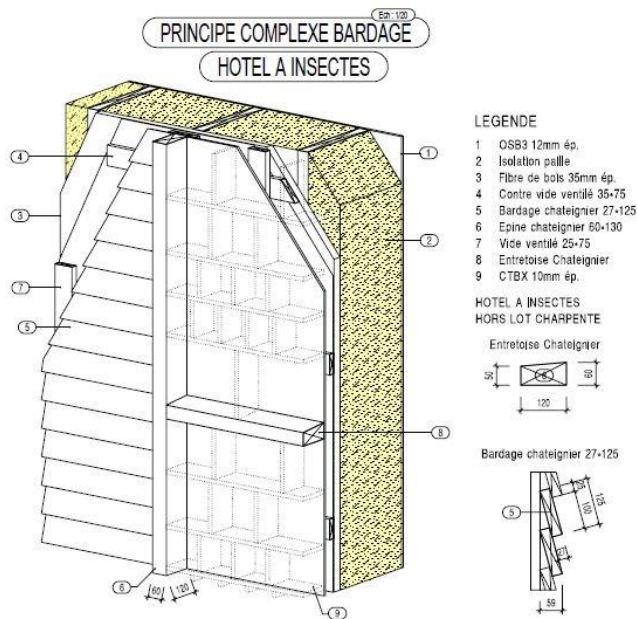 Ech: 1/20
PRINCIPE COMPLEXE BARDAGE
HOTEL A INSECTES
LEGENDE
1 OSB3 12mm ép.
2 Isolation paille
3 Fibre de bois 35mm ép.
4 Contre vide ventilé 35*75
5 Bardage chateignier 27*125
6 Epine chateignier 60*130
7 Vide ventilé 25*75
8 Entretoise Chateignier
9 CTBX 10mm ép.
HOTEL A INSECTES
HORS LOT CHARPENTE
Entretoise Chateignier
50
8
60
120
Bardage chateignier 27*125
5
25
125
100
27
59
4
1
3
2
7
5
8
6
60
120
9